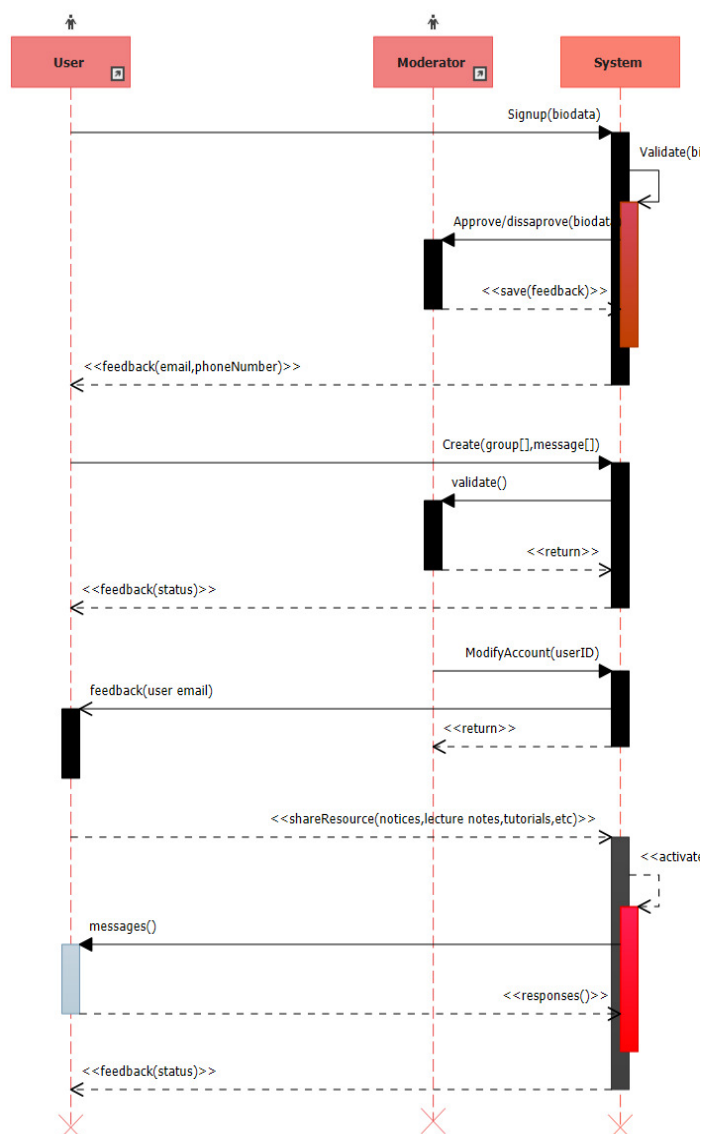 User
Moderator
System
Signup(biodata)
Validate(bi
Approve/dissaprove(biodata)
<<save(feedback)>>
<<feedback(email,phoneNumber)>>
Create(group[],message[])
validate()
<<return>>
<<feedback(status)>>
ModifyAccount(userID)
feedback(user email)
<<return>>
<<shareResource(notices,lecture notes,tutorials,etc)>>
<<activate
messages()
<<responses()>>
<<feedback(status)>>